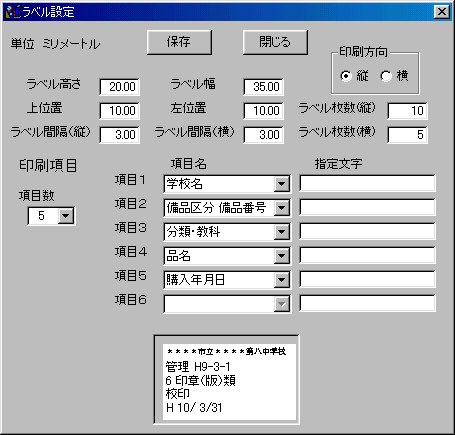 ラベル設定
単位 ミリメートル
保存
閉じる
印刷方向
縦
横
ラベル高さ 20.00
ラベル幅 35.00
上位置 10.00
左位置 10.00
ラベル枚数(縦) 10
ラベル間隔(縦) 3.00
ラベル間隔(横) 3.00
ラベル枚数(横) 5
印刷項目
項目名
指定文字
項目数
5
項目1 学校名
項目2 備品区分 備品番号
項目3 分類・教科
項目4 品名
項目5 購入年月日
項目6
****市立****第八中学校
管理 H9-3-1
6 印章(版)類
校印
H 10/ 3/31